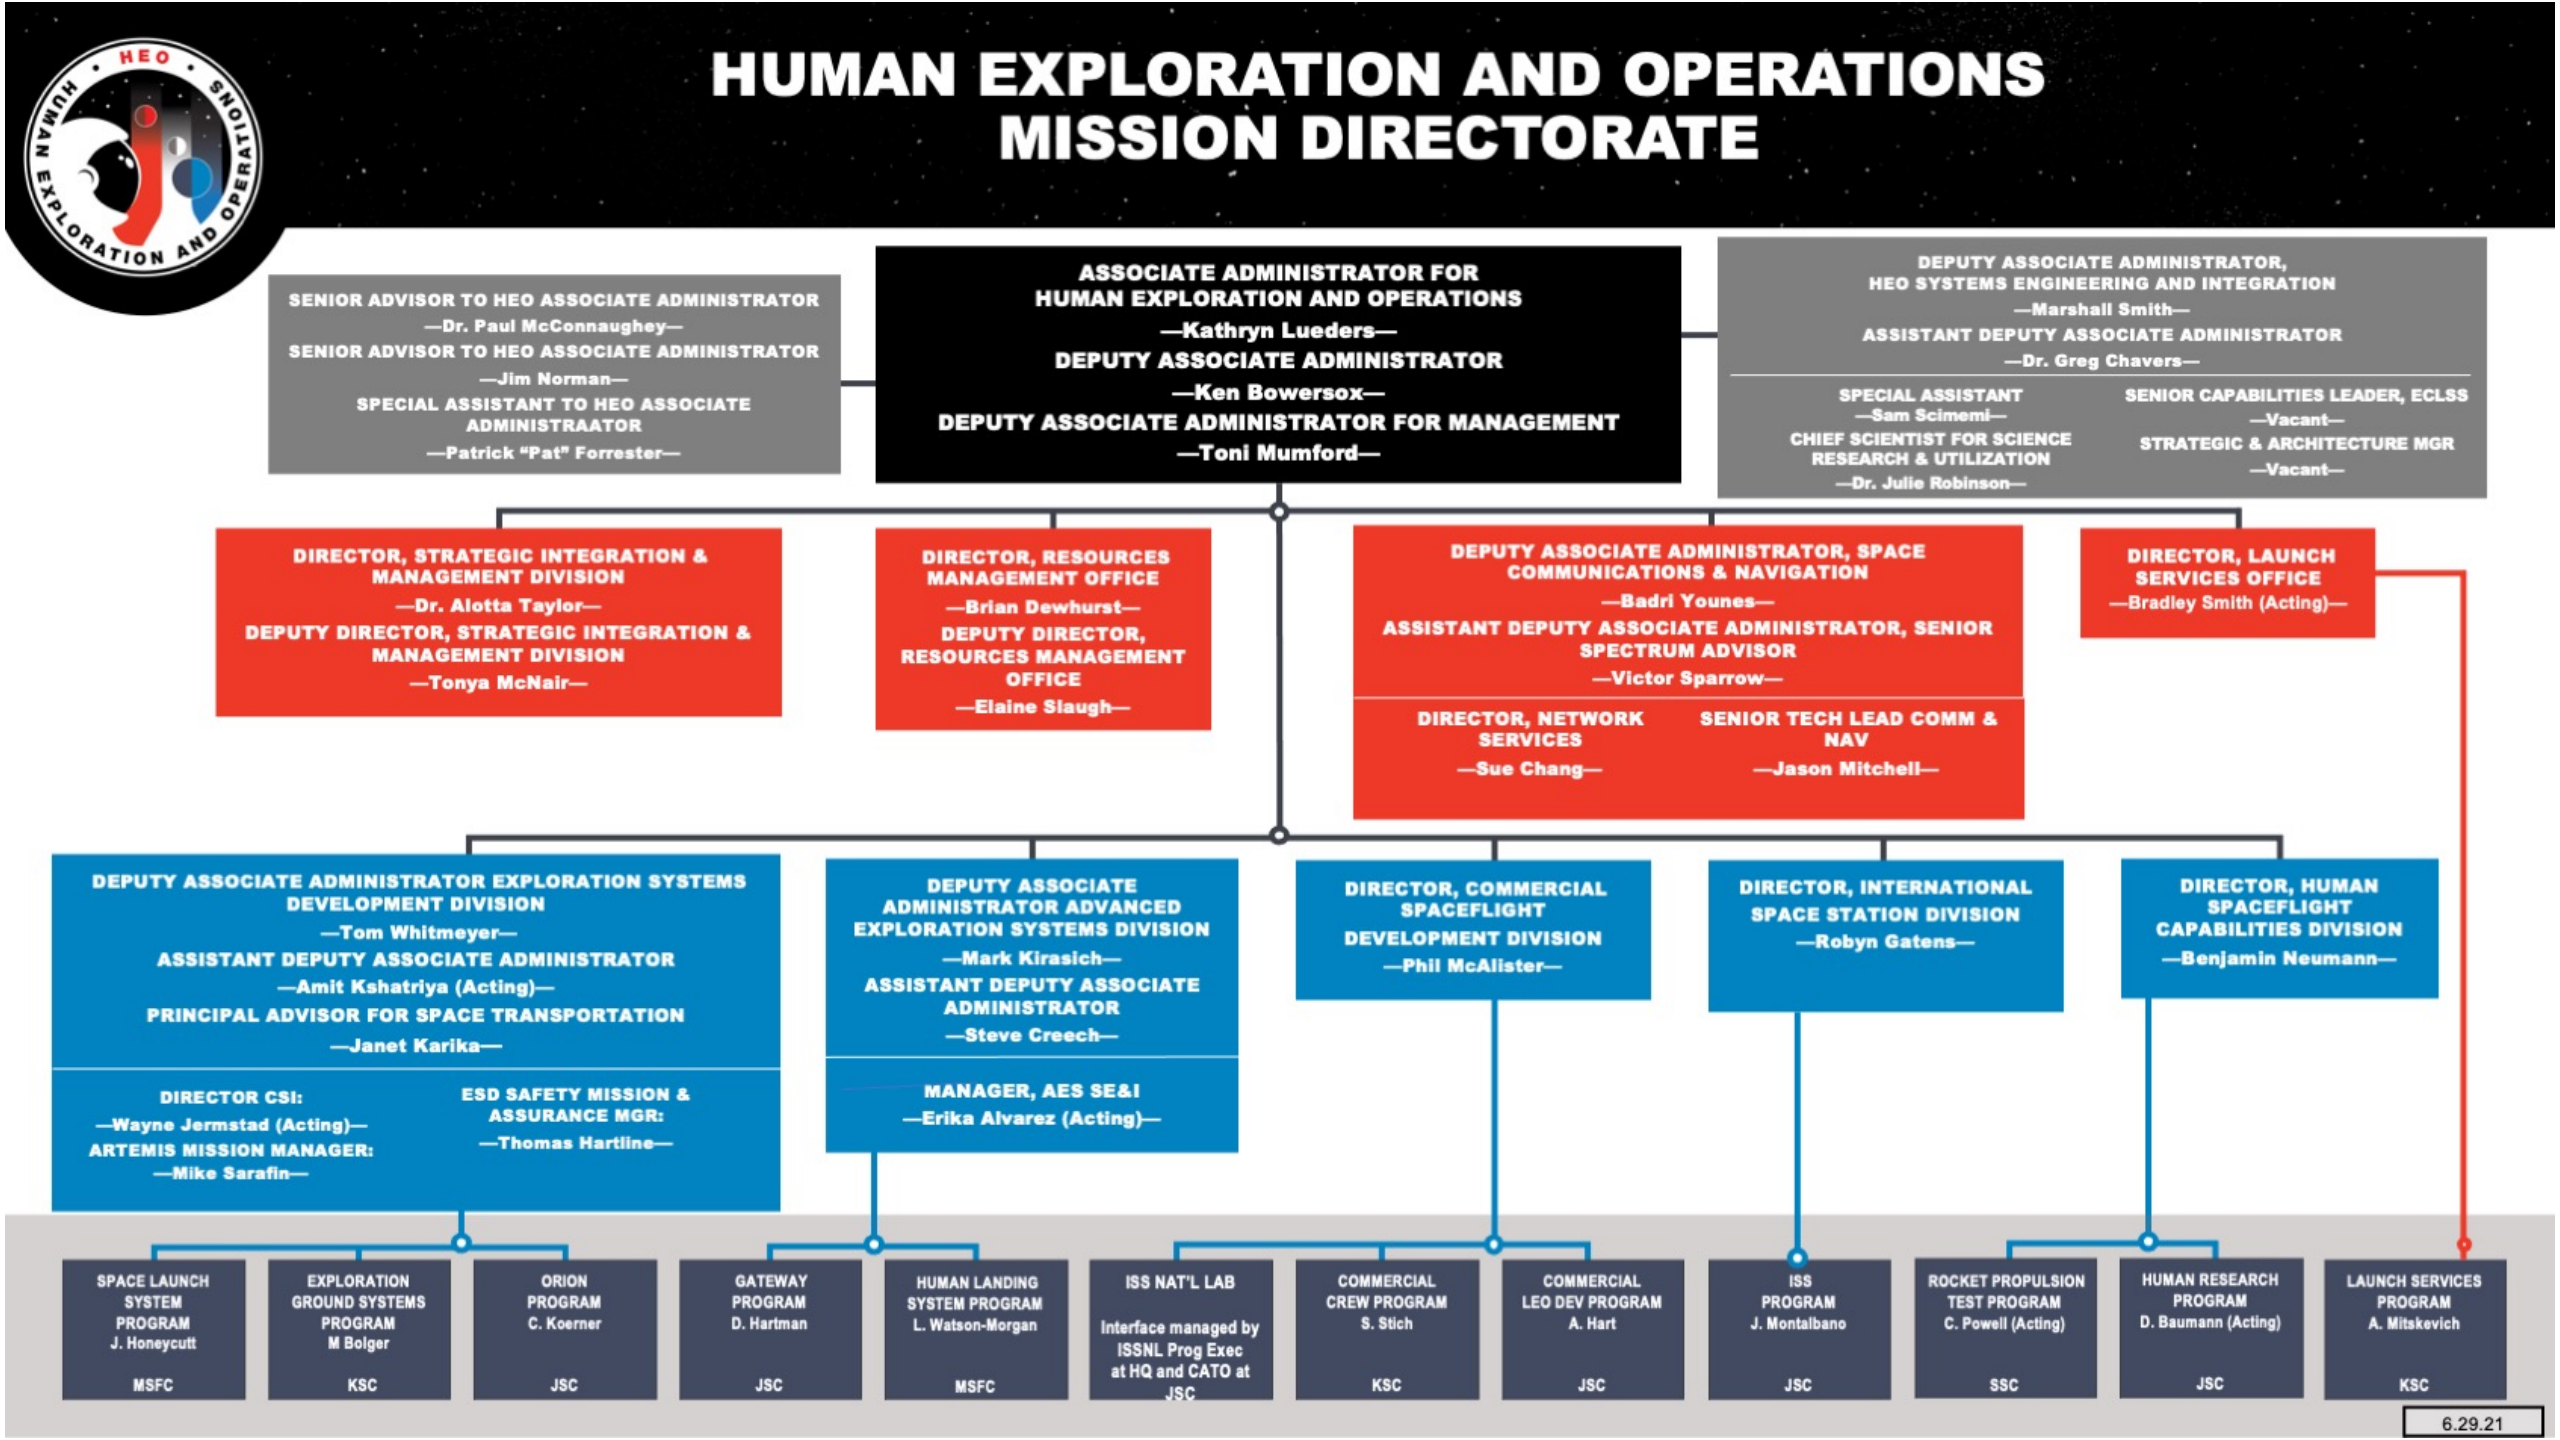 HEO
HUMAN EXPLORATION AND OPERATIONS
HUMAN EXPLORATION AND OPERATIONS
MISSION DIRECTORATE
SENIOR ADVISOR TO HEO ASSOCIATE ADMINISTRATOR
—Dr. Paul McConnaughey—
SENIOR ADVISOR TO HEO ASSOCIATE ADMINISTRATOR
—Jim Norman—
SPECIAL ASSISTANT TO HEO ASSOCIATE
ADMINISTRAATOR
—Patrick “Pat” Forrester—
ASSOCIATE ADMINISTRATOR FOR
HUMAN EXPLORATION AND OPERATIONS
—Kathryn Lueders—
DEPUTY ASSOCIATE ADMINISTRATOR
—Ken Bowersox—
DEPUTY ASSOCIATE ADMINISTRATOR FOR MANAGEMENT
—Toni Mumford—
DEPUTY ASSOCIATE ADMINISTRATOR,
HEO SYSTEMS ENGINEERING AND INTEGRATION
—Marshall Smith—
ASSISTANT DEPUTY ASSOCIATE ADMINISTRATOR
—Dr. Greg Chavers—
SPECIAL ASSISTANT
—Sam Scimemi—
CHIEF SCIENTIST FOR SCIENCE
RESEARCH & UTILIZATION
—Dr. Julie Robinson—
SENIOR CAPABILITIES LEADER, ECLSS
—Vacant—
STRATEGIC & ARCHITECTURE MGR
—Vacant—
DIRECTOR, STRATEGIC INTEGRATION &
MANAGEMENT DIVISION
—Dr. Alotta Taylor—
DEPUTY DIRECTOR, STRATEGIC INTEGRATION &
MANAGEMENT DIVISION
—Tonya McNair—
DIRECTOR, RESOURCES
MANAGEMENT OFFICE
—Brian Dewhurst—
DEPUTY DIRECTOR,
RESOURCES MANAGEMENT
OFFICE
—Elaine Slaugh—
DEPUTY ASSOCIATE ADMINISTRATOR, SPACE
COMMUNICATIONS & NAVIGATION
—Badri Younes—
ASSISTANT DEPUTY ASSOCIATE ADMINISTRATOR, SENIOR
SPECTRUM ADVISOR
—Victor Sparrow—
DIRECTOR, NETWORK
SERVICES
—Sue Chang—
SENIOR TECH LEAD COMM &
NAV
—Jason Mitchell—
DIRECTOR, LAUNCH
SERVICES OFFICE
—Bradley Smith (Acting)—
DEPUTY ASSOCIATE ADMINISTRATOR EXPLORATION SYSTEMS
DEVELOPMENT DIVISION
—Tom Whitmeyer—
ASSISTANT DEPUTY ASSOCIATE ADMINISTRATOR
—Amit Kshatriya (Acting)—
PRINCIPAL ADVISOR FOR SPACE TRANSPORTATION
—Janet Karika—
DIRECTOR CSI:
—Wayne Jermstad (Acting)—
ARTEMIS MISSION MANAGER:
—Mike Sarafin—
ESD SAFETY MISSION &
ASSURANCE MGR:
—Thomas Hartline—
DEPUTY ASSOCIATE
ADMINISTRATOR ADVANCED
EXPLORATION SYSTEMS DIVISION
—Mark Kirasich—
ASSISTANT DEPUTY ASSOCIATE
ADMINISTRATOR
—Steve Creech—
MANAGER, AES SE&I
—Erika Alvarez (Acting)—
DIRECTOR, COMMERCIAL
SPACEFLIGHT
DEVELOPMENT DIVISION
—Phil McAlister—
DIRECTOR, INTERNATIONAL
SPACE STATION DIVISION
—Robyn Gatens—
DIRECTOR, HUMAN
SPACEFLIGHT
CAPABILITIES DIVISION
—Benjamin Neumann—
SPACE LAUNCH
SYSTEM
PROGRAM
J. Honeycutt
MSFC
EXPLORATION
GROUND SYSTEMS
PROGRAM
M Bolger
KSC
ORION
PROGRAM
C. Koerner
JSC
GATEWAY
PROGRAM
D. Hartman
JSC
HUMAN LANDING
SYSTEM PROGRAM
L. Watson-Morgan
MSFC
ISS NAT'L LAB
Interface managed by
ISSNL Prog Exec
at HQ and CATO at
JSC
COMMERCIAL
CREW PROGRAM
S. Stich
KSC
COMMERCIAL
LEO DEV PROGRAM
A. Hart
JSC
ISS
PROGRAM
J. Montalbano
JSC
ROCKET PROPULSION
TEST PROGRAM
C. Powell (Acting)
SSC
HUMAN RESEARCH
PROGRAM
D. Baumann (Acting)
JSC
LAUNCH SERVICES
PROGRAM
A. Mitskevich
KSC
6.29.21